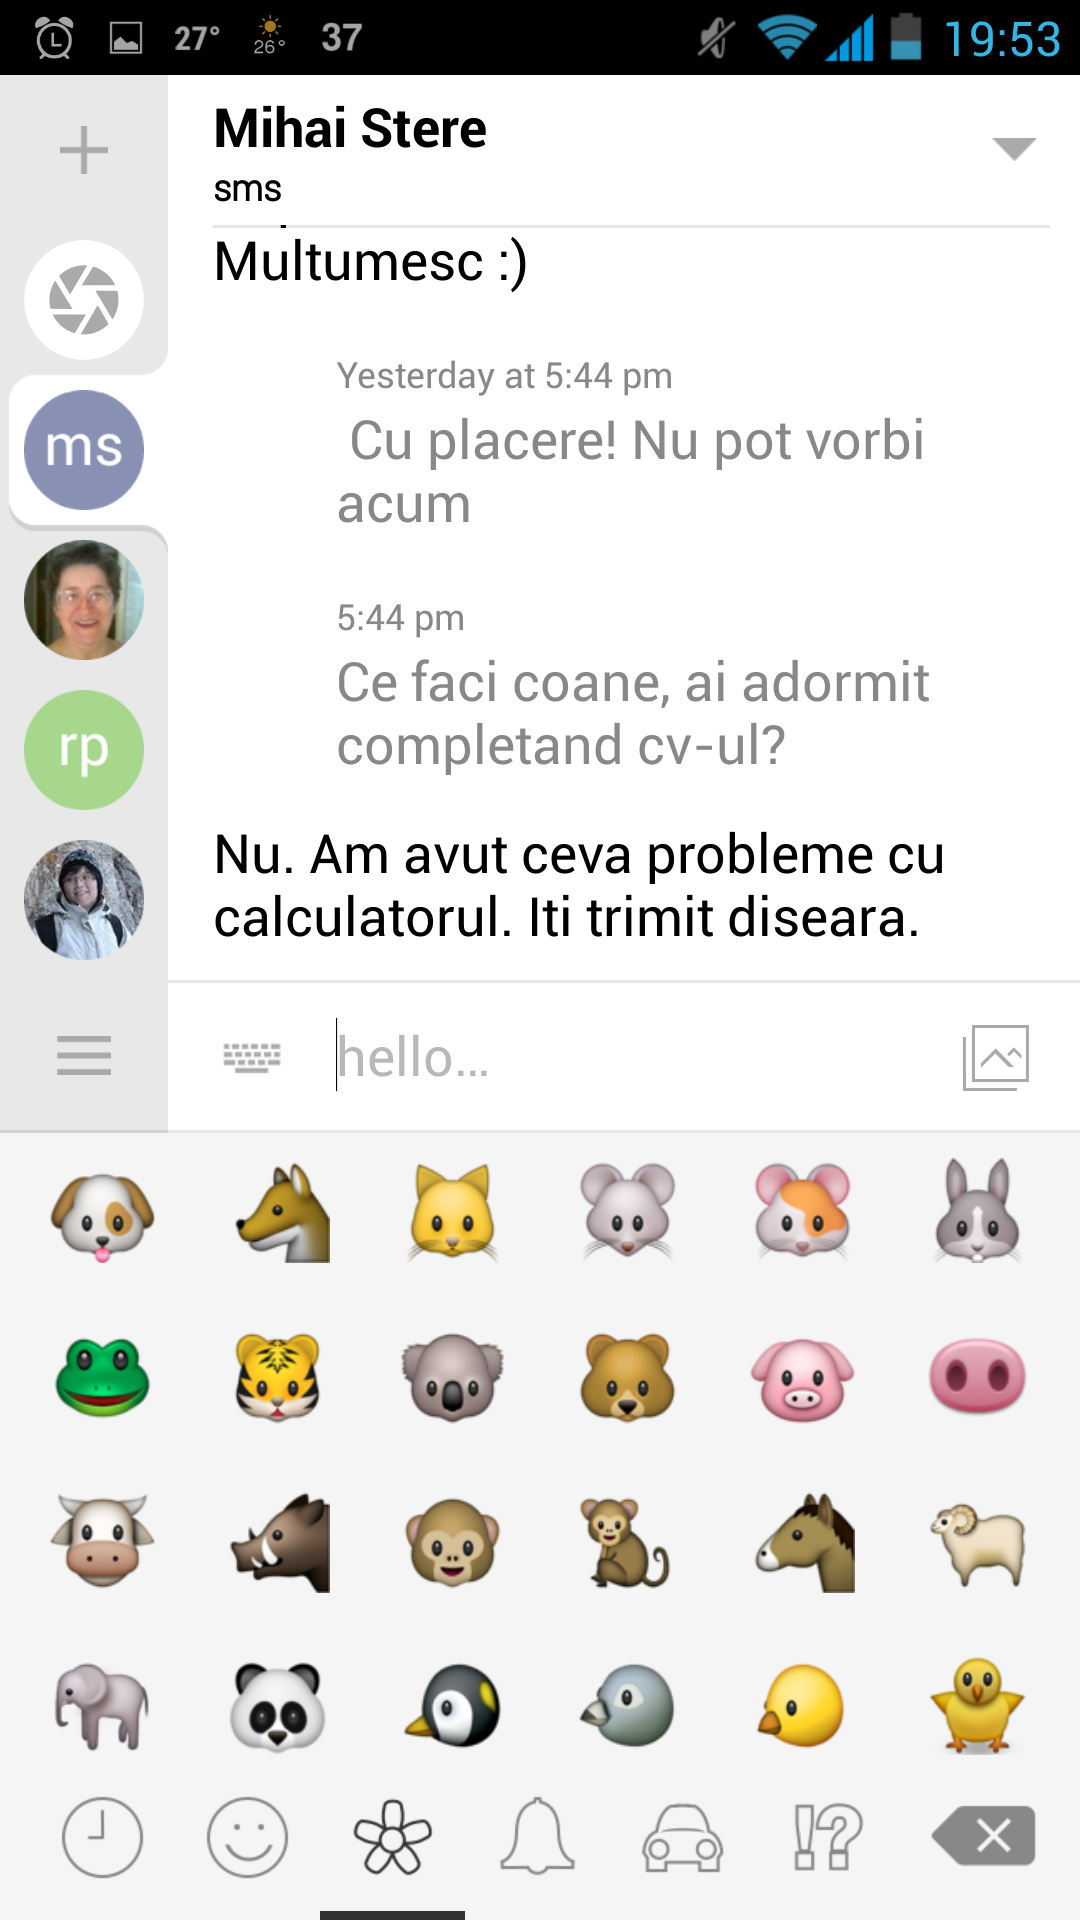 27° 26° 37 19:53
Mihai Stere
sms
Multumesc :)
Yesterday at 5:44 pm
Cu placere! Nu pot vorbi
acum
ms
5:44 pm
Ce faci coane, ai adormit
completand cv-ul?
rp
Nu. Am avut ceva probleme cu
calculatorul. Iti trimit diseara.
hello...
!?